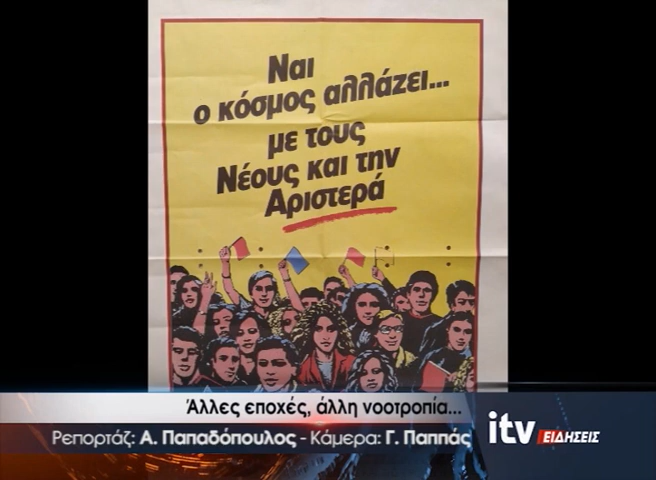 Ναι
ο κόσμος αλλάζει...
με τους
Νέους και την
Αριστερά
Άλλες εποχές, άλλη νοοτροπία...
Ρεπορτάζ: Α. Παπαδόπουλος - Κάμερα: Γ. Παππάς
itv ΕΙΔΗΣΕΙΣ